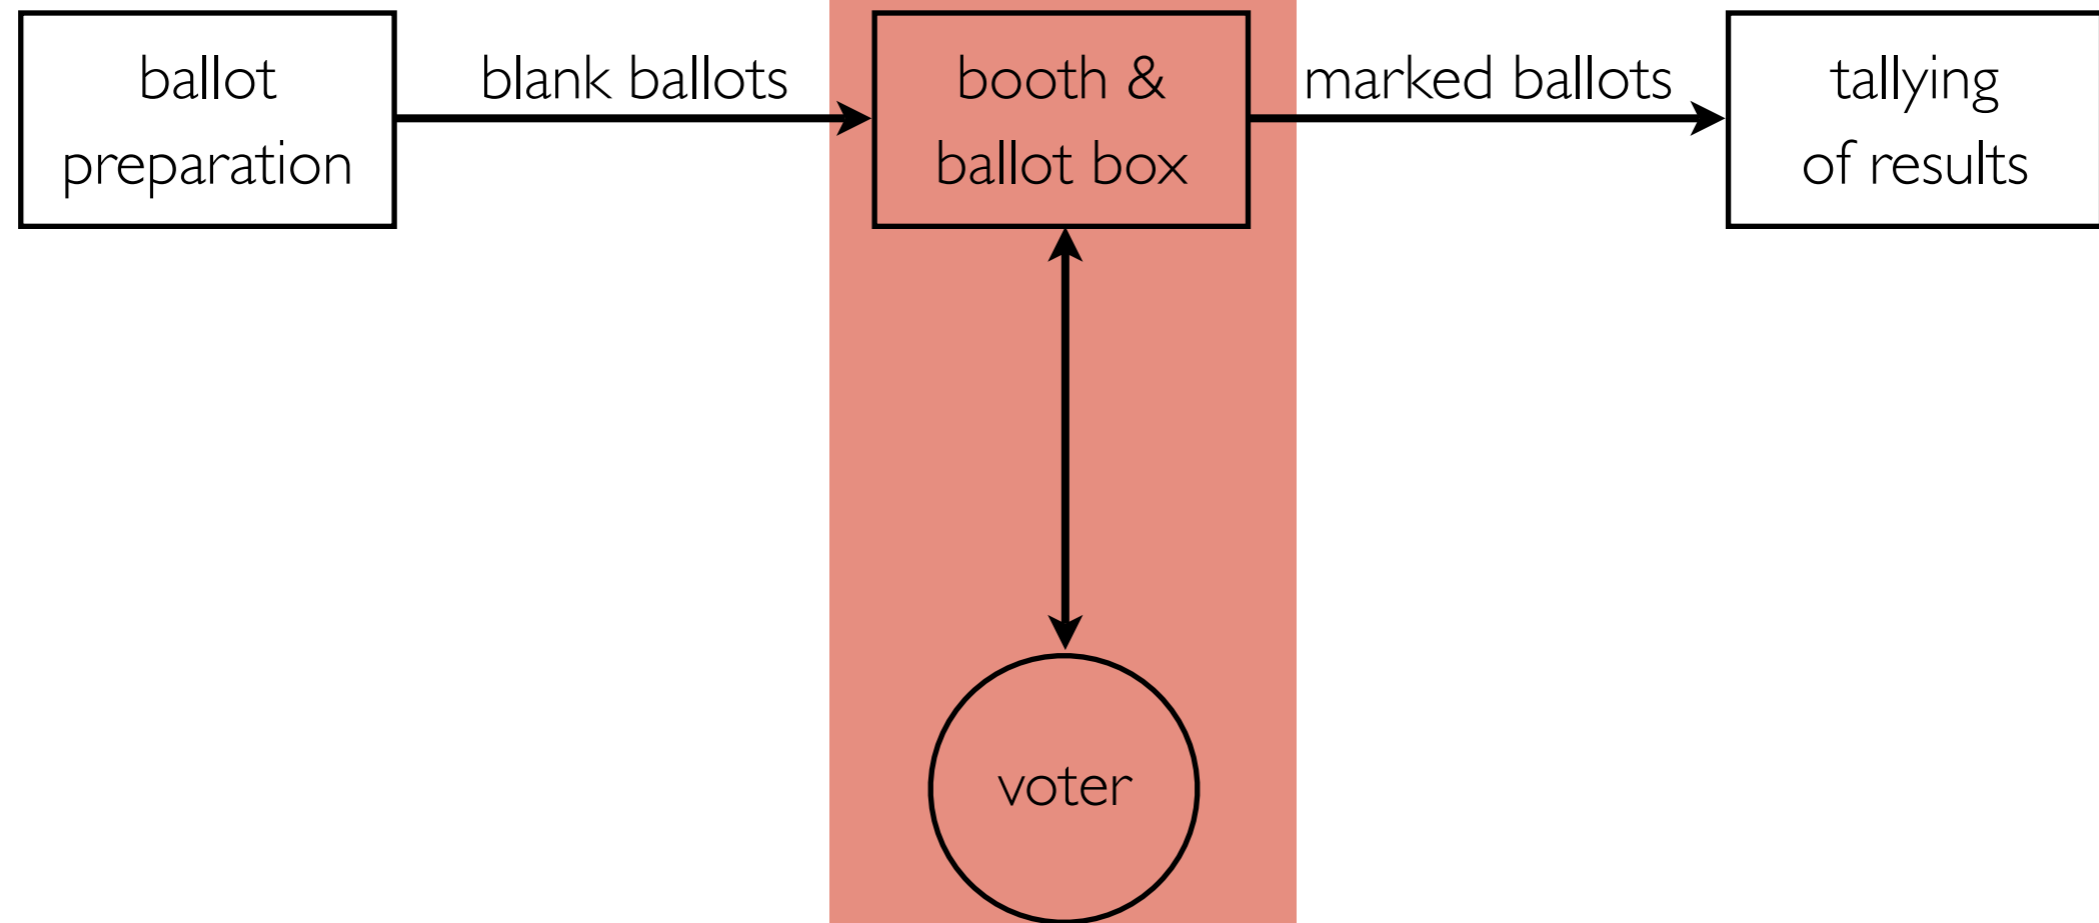 ballot
preparation
blank ballots
booth &
ballot box
marked ballots
tallying
of results
voter